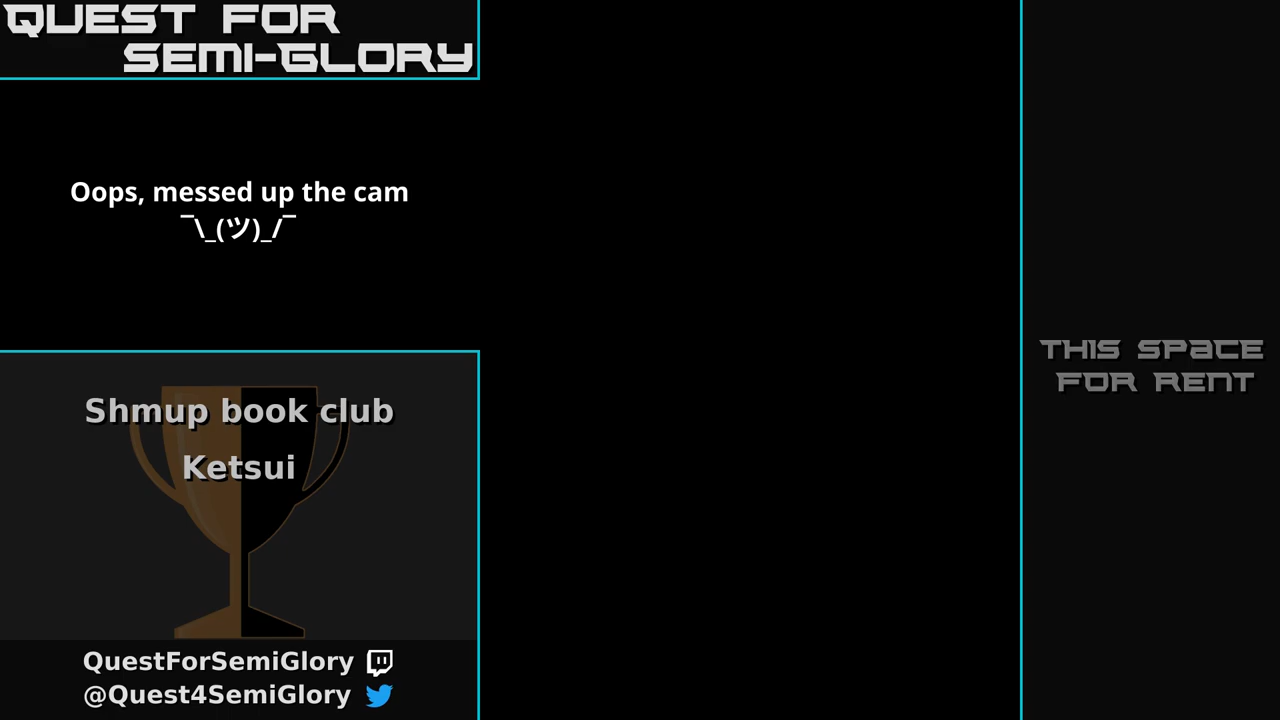 QUEST FOR
SEMI-GLORY
Oops, messed up the cam
¯\_(ツ)_/¯
Shmup book club
Ketsui
QuestForSemiGlory
@Quest4SemiGlory
THIS SPACE
FOR RENT